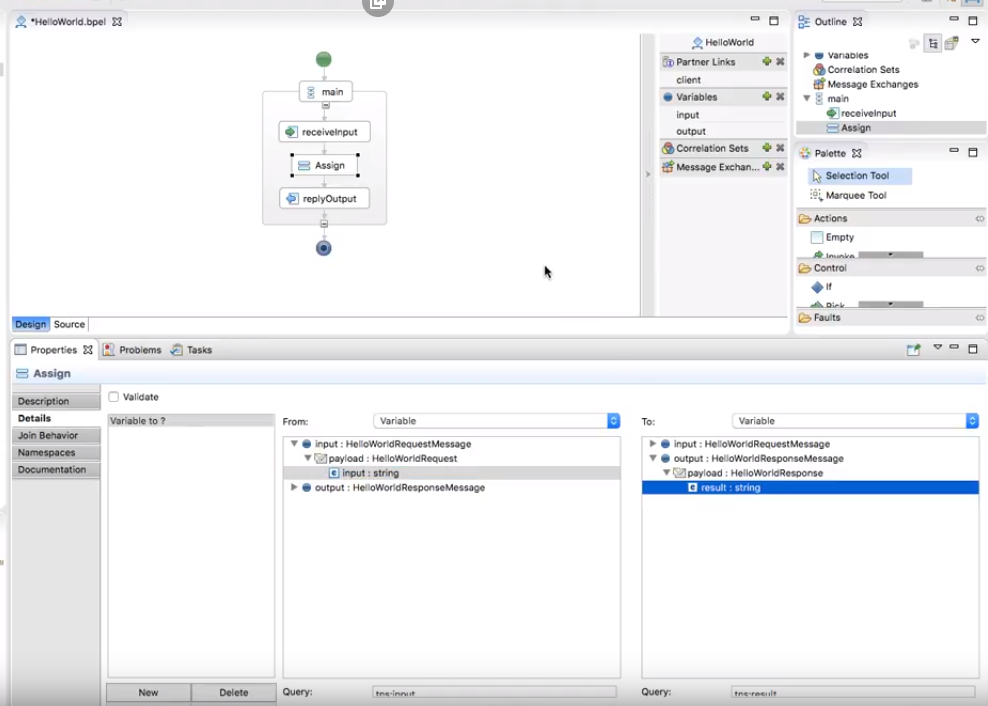 *HelloWorld.bpel
main
receiveInput
Assign
replyOutput
Design Source
HelloWorld
Partner Links
client
Variables
input
output
Correlation Sets
Message Exchan...
Outline
Variables
Correlation Sets
Message Exchanges
main
receiveInput
Assign
Palette
Selection Tool
Marquee Tool
Actions
Empty
Invoke
Control
If
Pick
Faults
Properties Problems Tasks
Assign
Description
Details
Join Behavior
Namespaces
Documentation
Validate
Variable to ?
New Delete
From: Variable
input : HelloWorldRequestMessage
payload : HelloWorldRequest
input : string
output : HelloWorldResponseMessage
Query: tns:input
To: Variable
input : HelloWorldRequestMessage
output : HelloWorldResponseMessage
payload : HelloWorldResponse
result : string
Query: tns:result